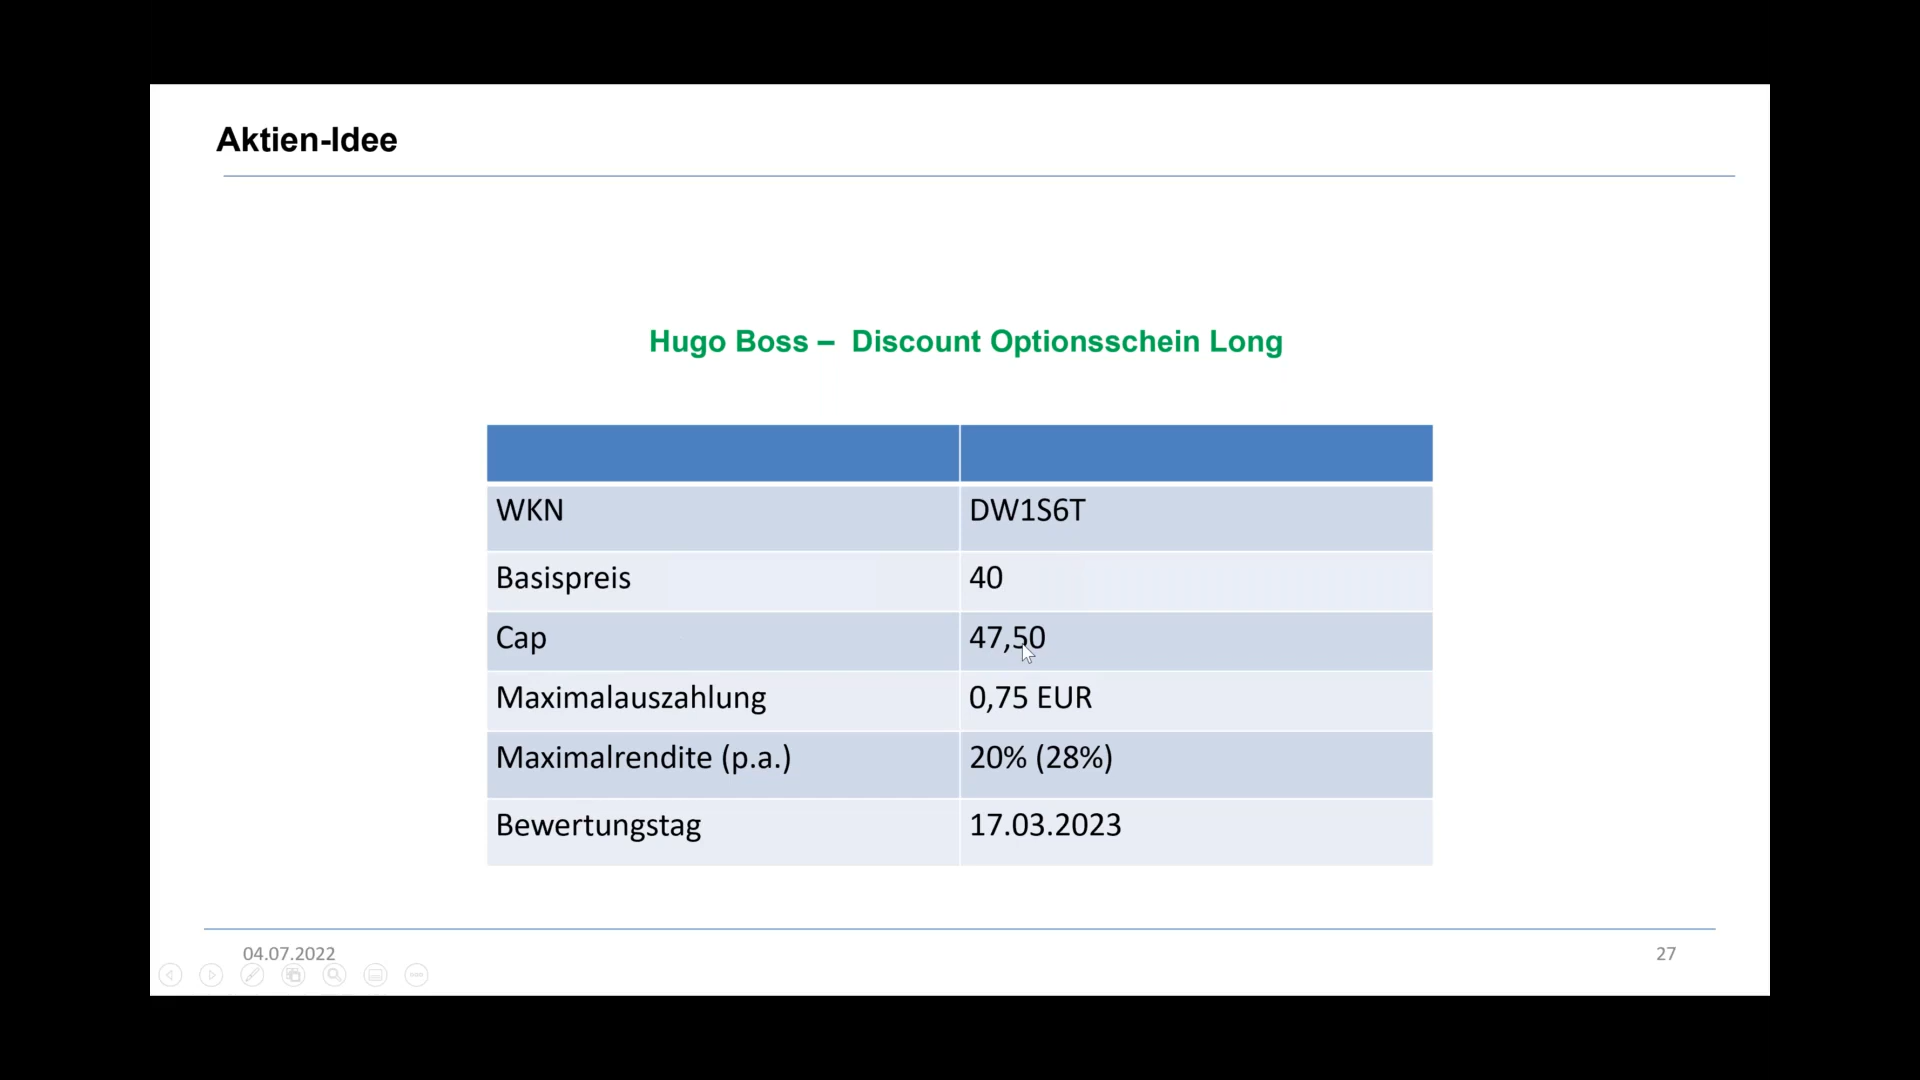 Aktien-Idee
Hugo Boss – Discount Optionsschein Long
WKN DW1S6T
Basispreis 40
Cap 47,50
Maximalauszahlung 0,75 EUR
Maximalrendite (p.a.) 20% (28%)
Bewertungstag 17.03.2023
04.07.2022 27